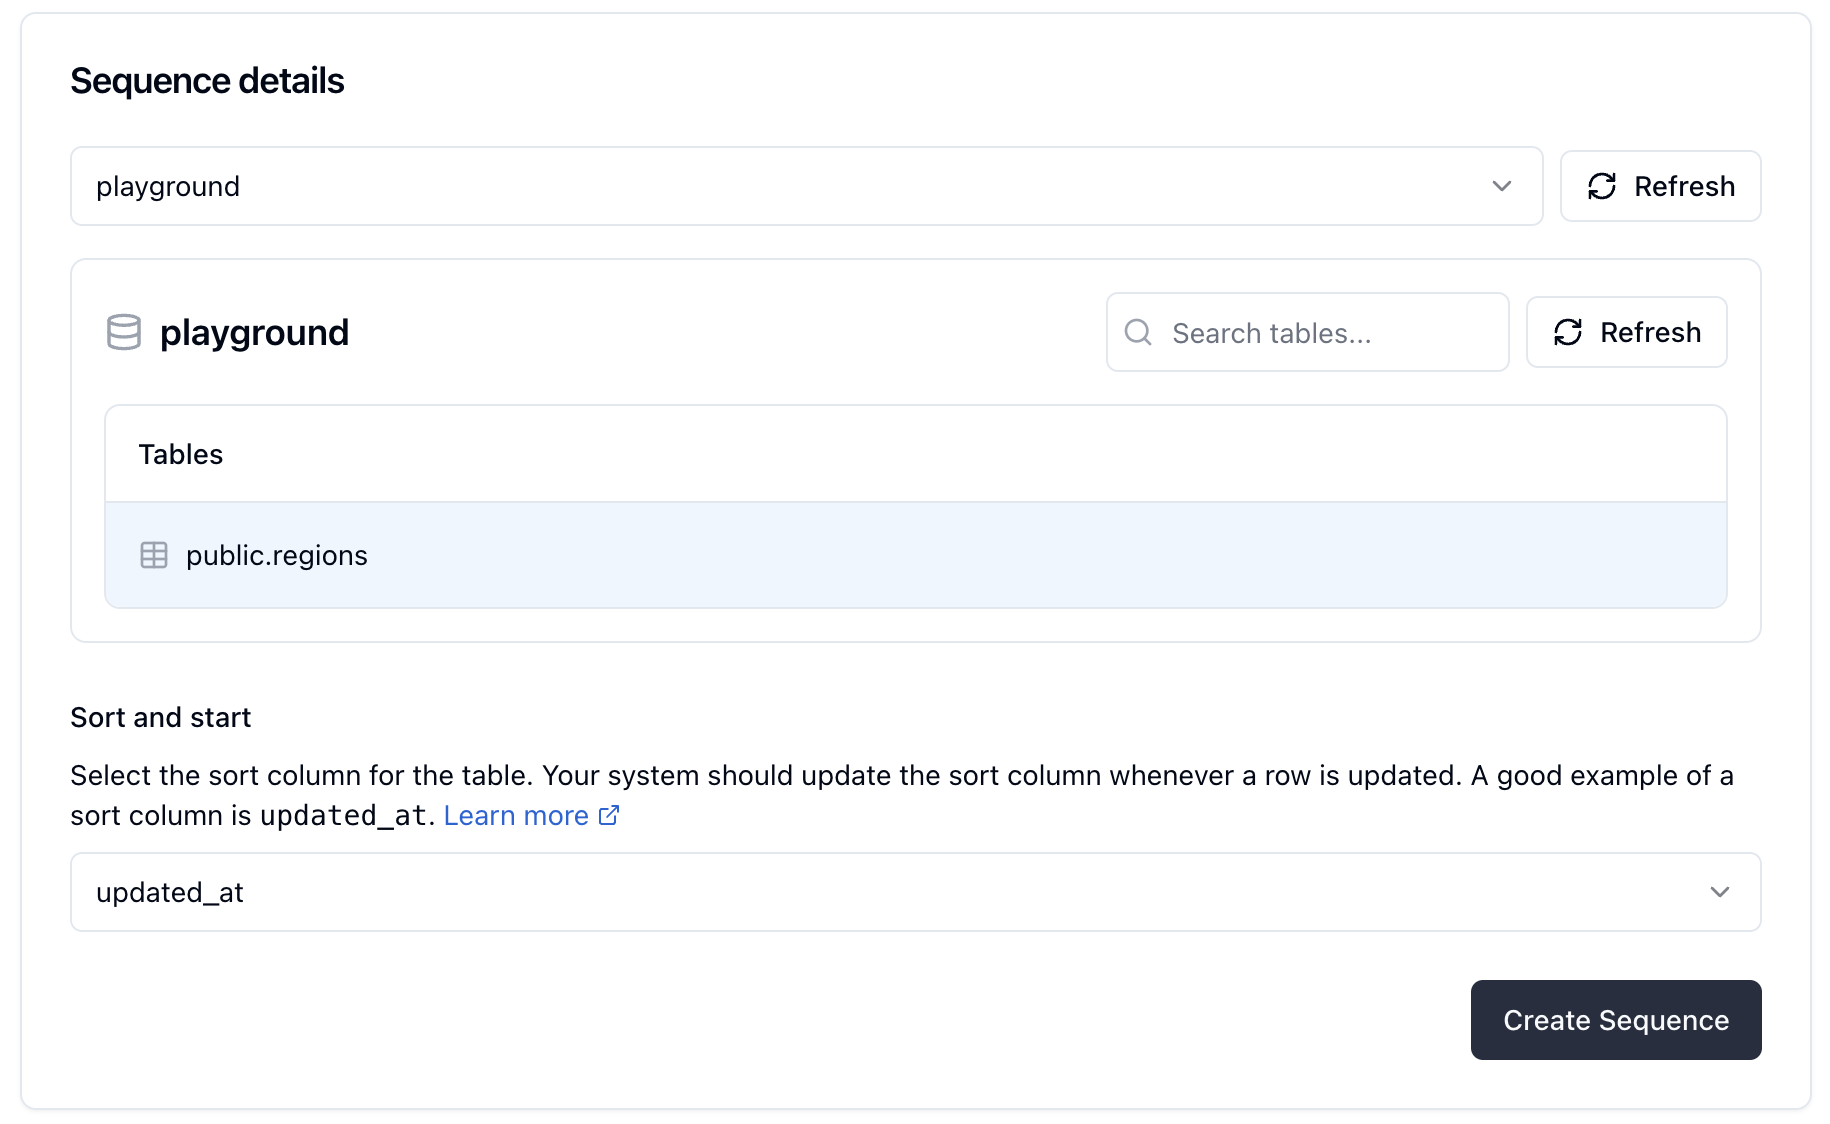 Sequence details
playground
Refresh
playground
Search tables...
Refresh
Tables
public.regions
Sort and start
Select the sort column for the table. Your system should update the sort column whenever a row is updated. A good example of a
sort column is updated_at. Learn more
updated_at
Create Sequence